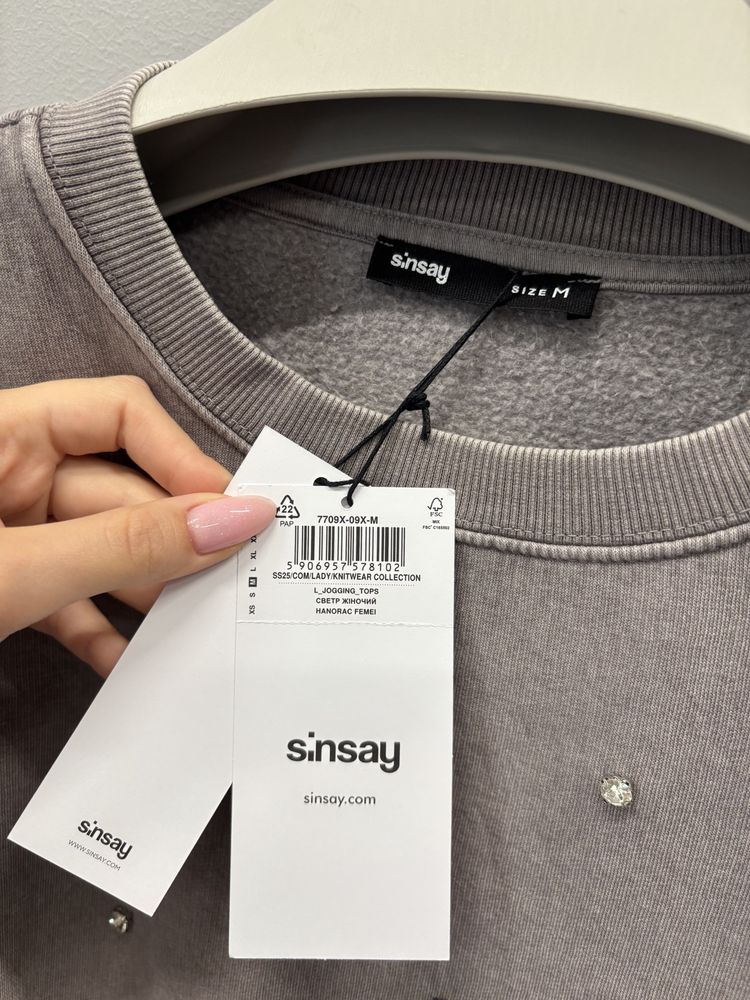 sinsay
SIZE M
22
PAP
7709X-09X-M
FSC
MIX
5 906957 578102
SS25/COM/LADY/KNITWEAR COLLECTION
L_JOGGING_TOPS
СВЕТР ЖІНОЧИЙ
HANORAC FEMEI
XS S M L XL
sinsay
sinsay.com
sinsay
WWW.SINSAY.COM